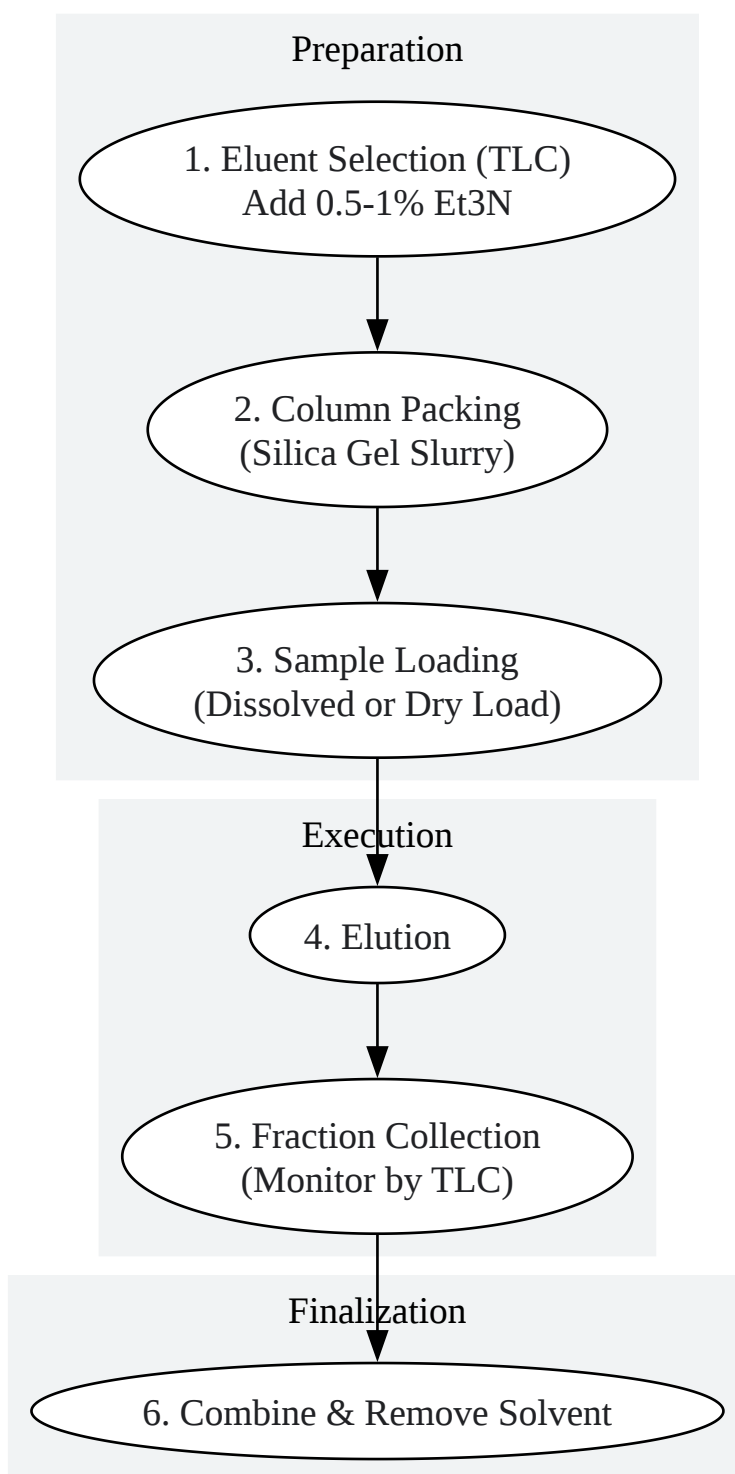 Preparation
1. Eluent Selection (TLC)
Add 0.5-1% Et3N
2. Column Packing
(Silica Gel Slurry)
3. Sample Loading
(Dissolved or Dry Load)
Execution
4. Elution
5. Fraction Collection
(Monitor by TLC)
Finalization
6. Combine & Remove Solvent